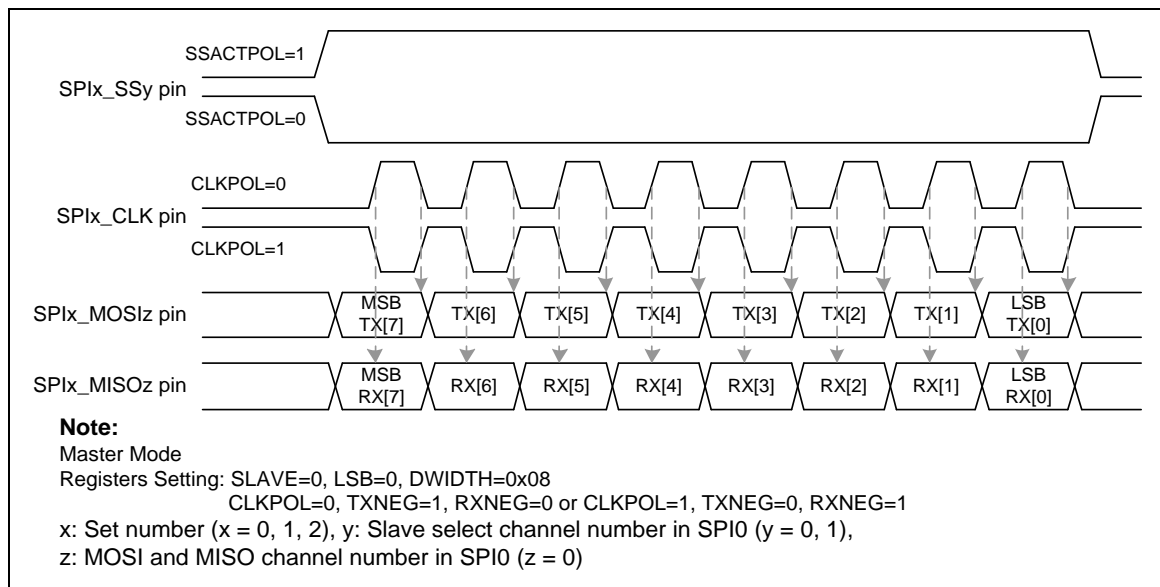 SSACTPOL=1
SPIx_SSy pin
SSACTPOL=0
CLKPOL=0
SPIx_CLK pin
CLKPOL=1
SPIx_MOSIz pin
MSB
TX[7]
TX[6]
TX[5]
TX[4]
TX[3]
TX[2]
TX[1]
LSB
TX[0]
SPIx_MISOz pin
MSB
RX[7]
RX[6]
RX[5]
RX[4]
RX[3]
RX[2]
RX[1]
LSB
RX[0]
Note:
Master Mode
Registers Setting: SLAVE=0, LSB=0, DWIDTH=0x08
CLKPOL=0, TXNEG=1, RXNEG=0 or CLKPOL=1, TXNEG=0, RXNEG=1
x: Set number (x = 0, 1, 2), y: Slave select channel number in SPI0 (y = 0, 1),
z: MOSI and MISO channel number in SPI0 (z = 0)